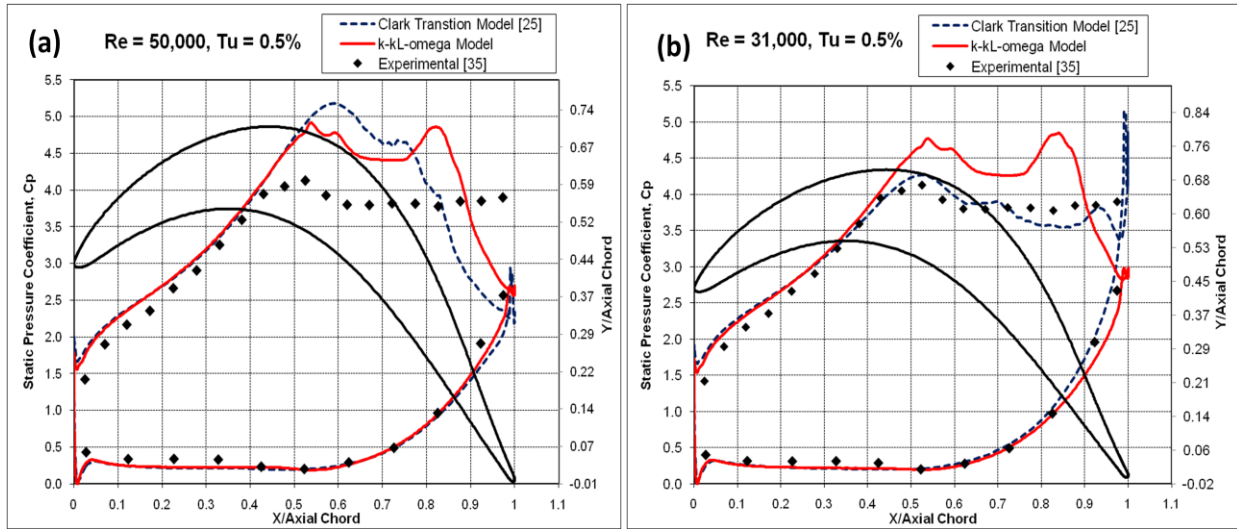 (a)
Re = 50,000, Tu = 0.5%
Clark Transtion Model [25]
k-kL-omega Model
Experimental [35]
5.5
5.0
4.5
4.0
3.5
3.0
2.5
2.0
1.5
1.0
0.5
0.0
Static Pressure Coefficient, Cp
0.74
0.67
0.59
0.52
0.44
0.37
0.29
0.22
0.14
0.07
-0.01
Y/Axial Chord
0 0.1 0.2 0.3 0.4 0.5 0.6 0.7 0.8 0.9 1 1.1
X/Axial Chord
(b)
Re = 31,000, Tu = 0.5%
Clark Transition Model [25]
k-kL-omega Model
Experimental [35]
5.5
5.0
4.5
4.0
3.5
3.0
2.5
2.0
1.5
1.0
0.5
0.0
Static Pressure Coefficient, Cp
0.84
0.76
0.68
0.60
0.53
0.45
0.37
0.29
0.21
0.14
0.06
-0.02
Y/Axial Chord
0 0.1 0.2 0.3 0.4 0.5 0.6 0.7 0.8 0.9 1 1.1
X/Axial Chord